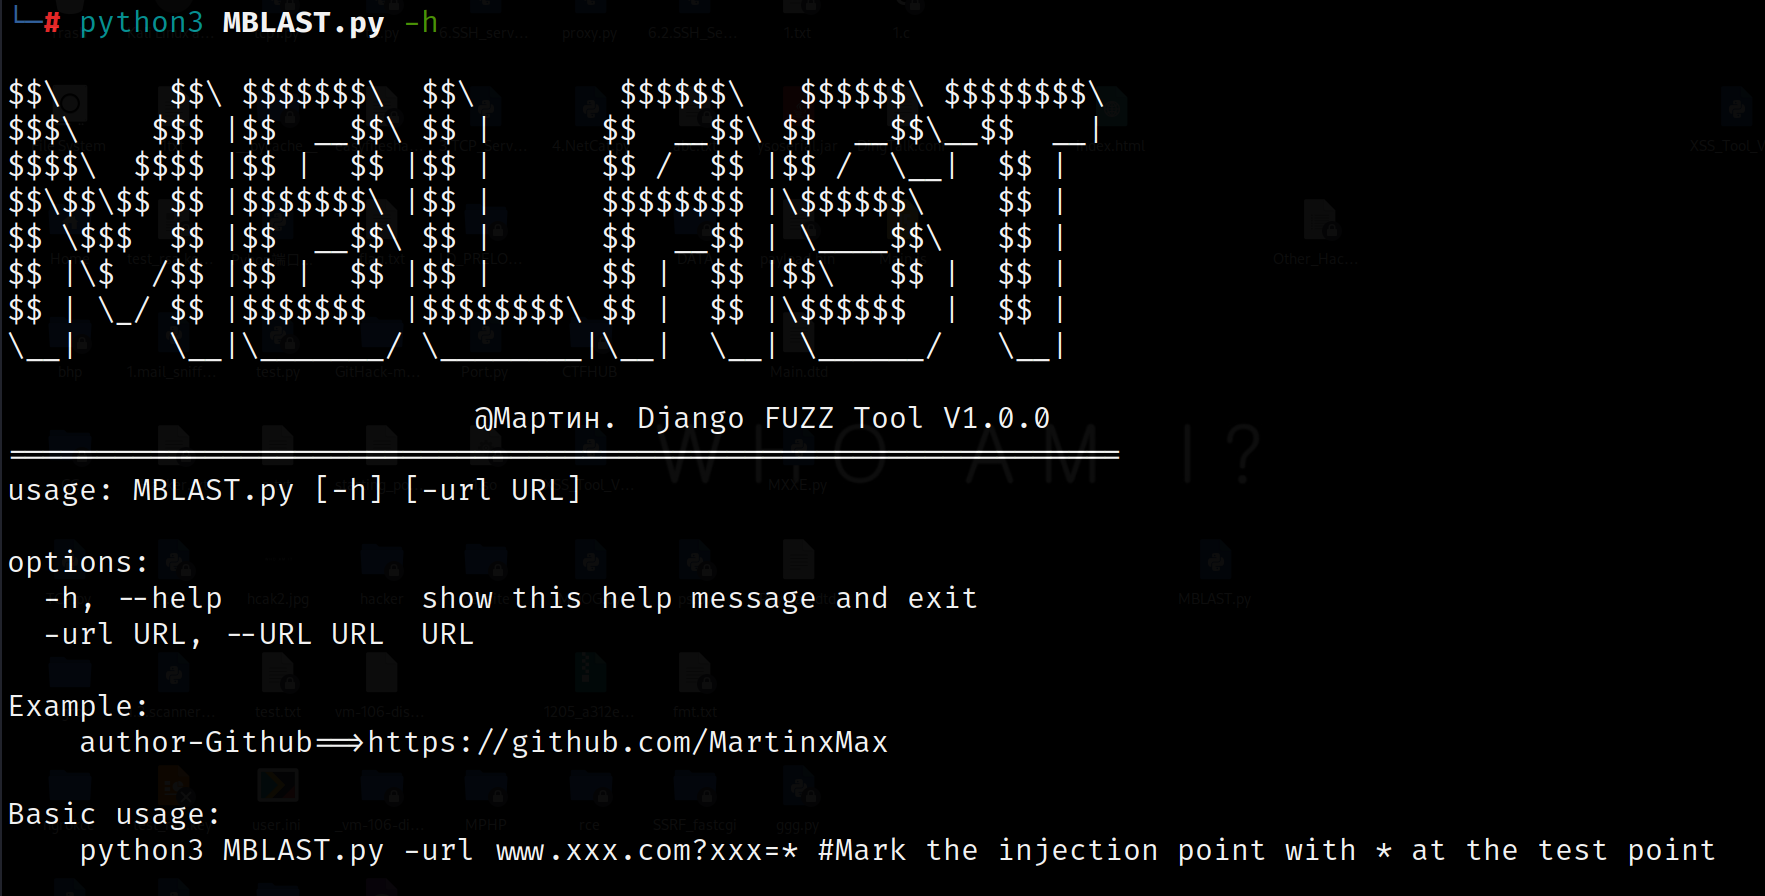 └─# python3 MBLAST.py -h
$$\      $$\ $$$$$$$\  $$\        $$$$$$\   $$$$$$\ $$$$$$$$\
$$$\    $$$ |$$  __$$\ $$ |      $$  __$$\ $$  __$$\__$$  __|
$$$$\  $$$$ |$$ |  $$ |$$ |      $$ /  $$ |$$ /  \__|  $$ |
$$\$$\$$ $$ |$$$$$$$\ |$$ |      $$$$$$$$ |\$$$$$$\    $$ |
$$ \$$$  $$ |$$  __$$\ $$ |      $$  __$$ | \____$$\   $$ |
$$ |\$  /$$ |$$ |  $$ |$$ |      $$ |  $$ |$$\   $$ |  $$ |
$$ | \_/ $$ |$$$$$$$  |$$$$$$$$\ $$ |  $$ |\$$$$$$  |  $$ |
\__|     \__|\_______/ \________|\__|  \__| \______/   \__|
@Мартин. Django FUZZ Tool V1.0.0
==============================================================
usage: MBLAST.py [-h] [-url URL]
options:
-h, --help           show this help message and exit
-url URL, --URL URL  URL
Example:
author-Github==>https://github.com/MartinxMax
Basic usage:
python3 MBLAST.py -url www.xxx.com?xxx=* #Mark the injection point with * at the test point
WHO AM I?